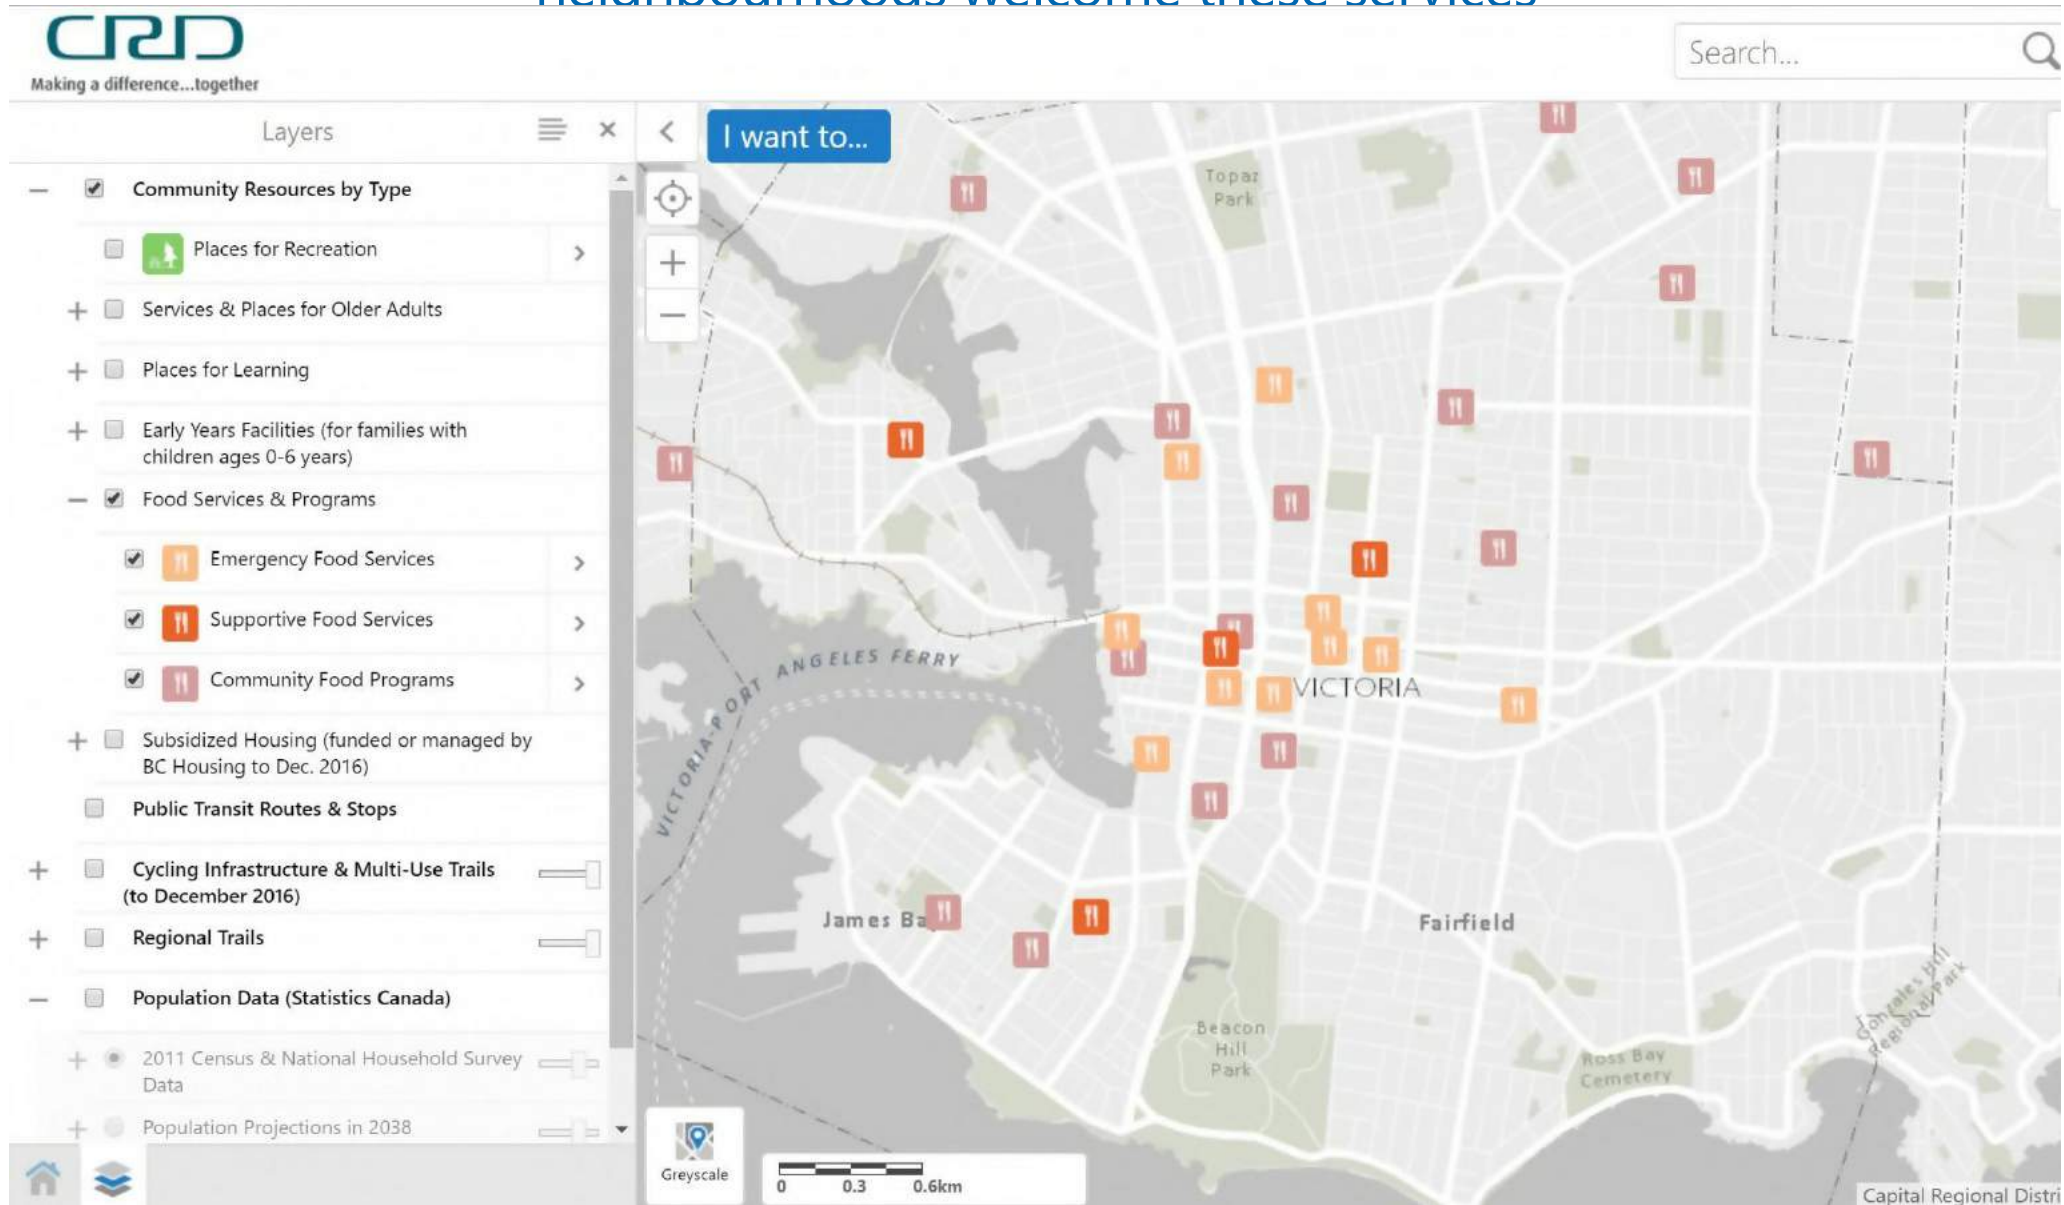 neighbourhoods welcome these services
CRD
Making a difference...together
Search...
Layers
I want to...
Community Resources by Type
Places for Recreation
Services & Places for Older Adults
Places for Learning
Early Years Facilities (for families with
children ages 0-6 years)
Food Services & Programs
Emergency Food Services
Supportive Food Services
Community Food Programs
Subsidized Housing (funded or managed by
BC Housing to Dec. 2016)
Public Transit Routes & Stops
Cycling Infrastructure & Multi-Use Trails
(to December 2016)
Regional Trails
Population Data (Statistics Canada)
2011 Census & National Household Survey
Data
Population Projections in 2038
Topaz
Park
VICTORIA-PORT ANGELES FERRY
VICTORIA
James Ba
Fairfield
Beacon
Hill
Park
Ross Bay
Cemetery
Gonzales Hill
Regional Park
Greyscale
0 0.3 0.6km
Capital Regional Distri